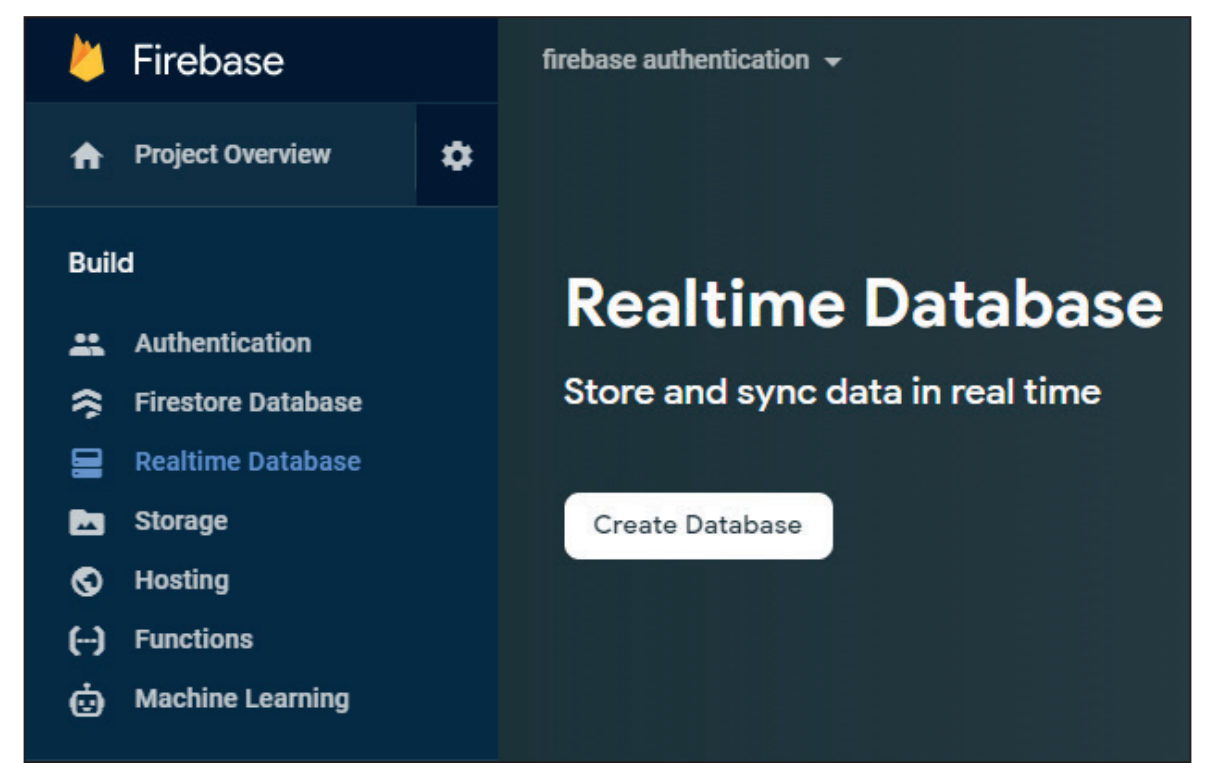 Firebase
Project Overview
Build
Authentication
Firestore Database
Realtime Database
Storage
Hosting
Functions
Machine Learning
firebase authentication
Realtime Database
Store and sync data in real time
Create Database